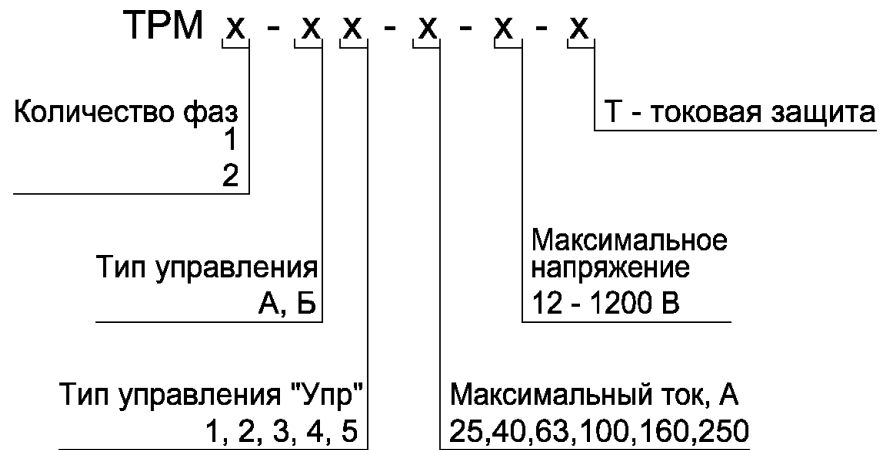 ТРМ х - х х - х - х - х
Количество фаз
1
2
Т - токовая защита
Тип управления
А, Б
Максимальное
напряжение
12 - 1200 В
Тип управления "Упр"
1, 2, 3, 4, 5
Максимальный ток, А
25,40,63,100,160,250